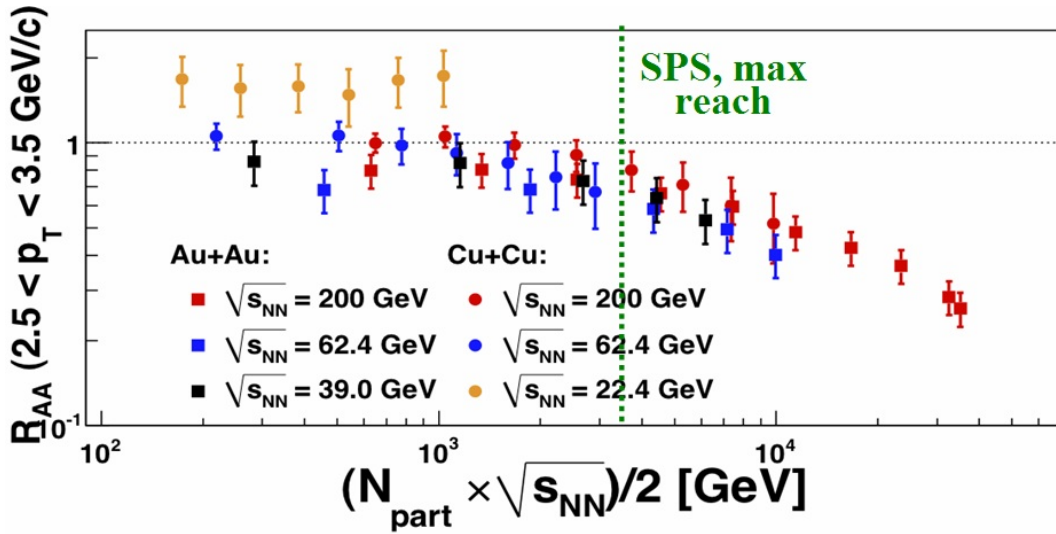 R_AA (2.5 < p_T < 3.5 GeV/c)
1
10^-1
SPS, max
reach
Au+Au:
√s_NN = 200 GeV
√s_NN = 62.4 GeV
√s_NN = 39.0 GeV
Cu+Cu:
√s_NN = 200 GeV
√s_NN = 62.4 GeV
√s_NN = 22.4 GeV
10^2
10^3
10^4
(N_part × √s_NN)/2 [GeV]